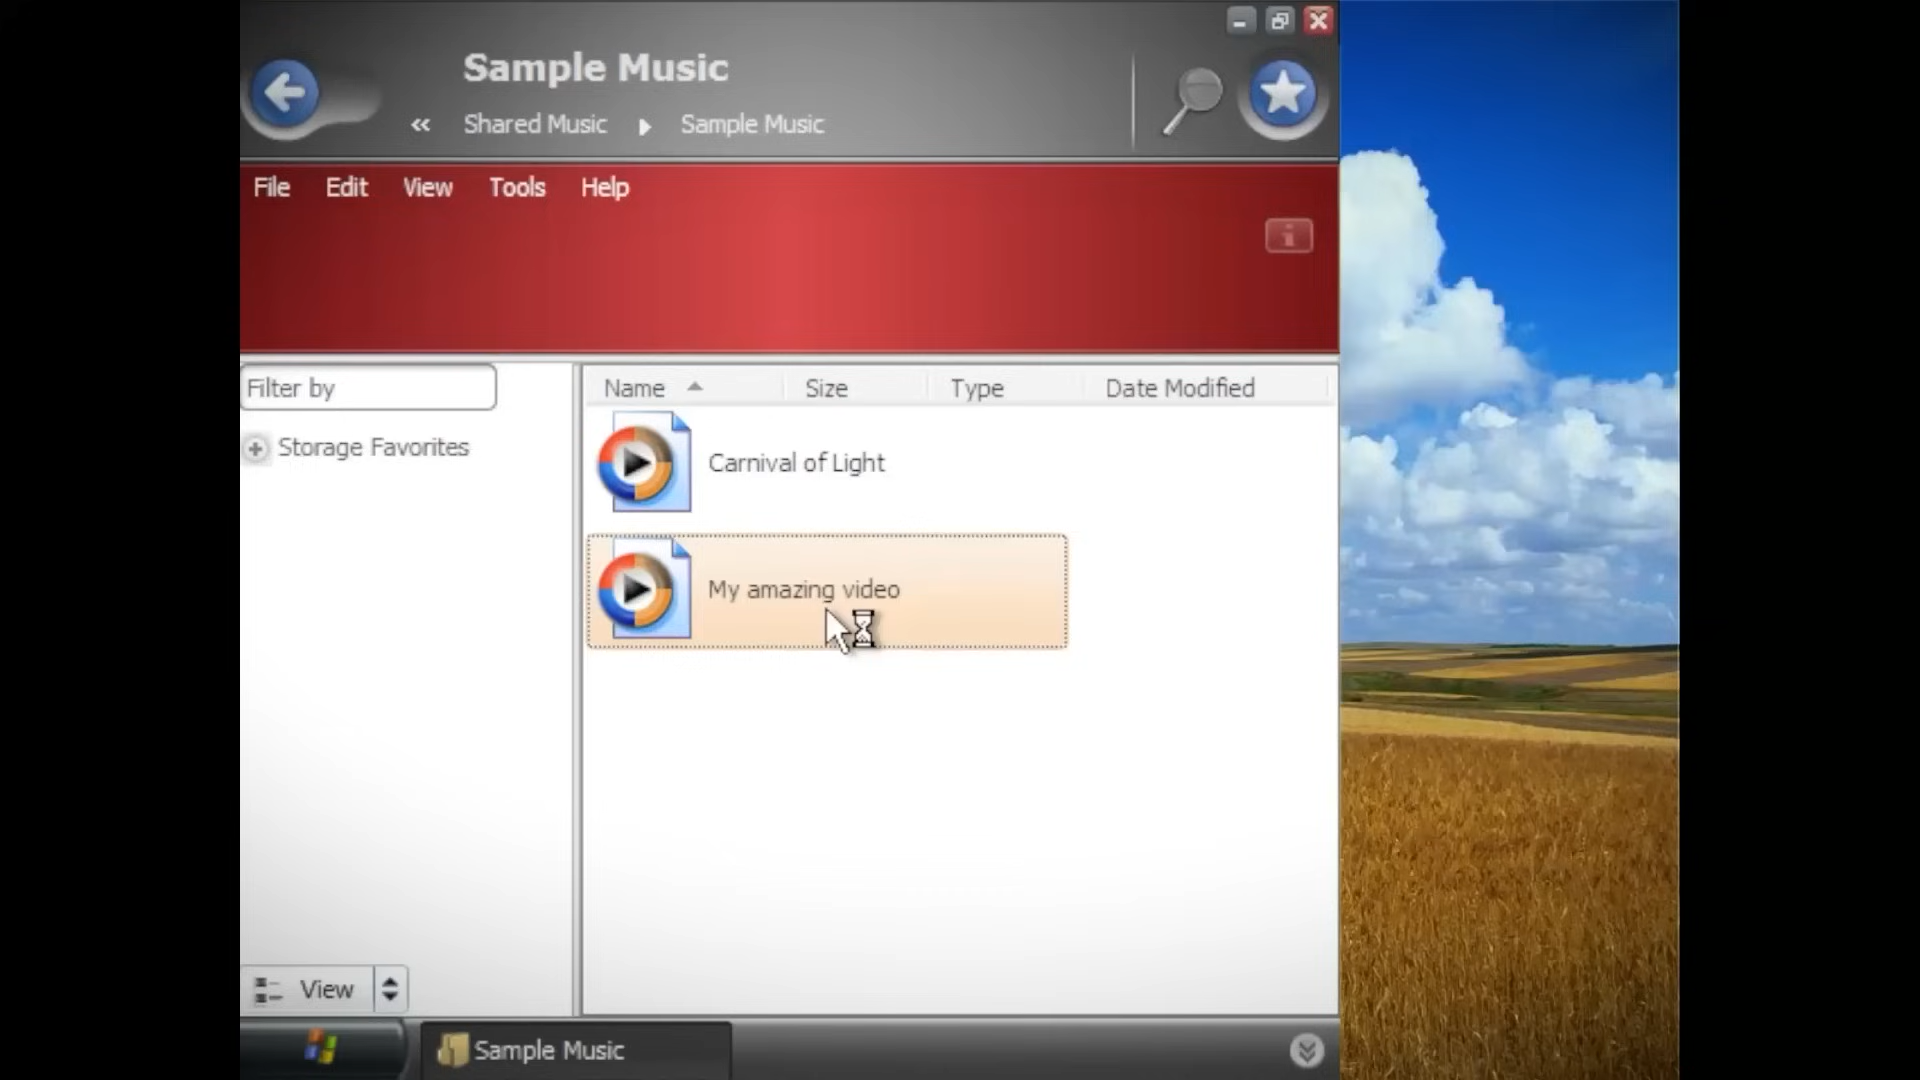 Sample Music
« Shared Music ▸ Sample Music
File Edit View Tools Help
Filter by
Storage Favorites
Name Size Type Date Modified
Carnival of Light
My amazing video
View
Sample Music